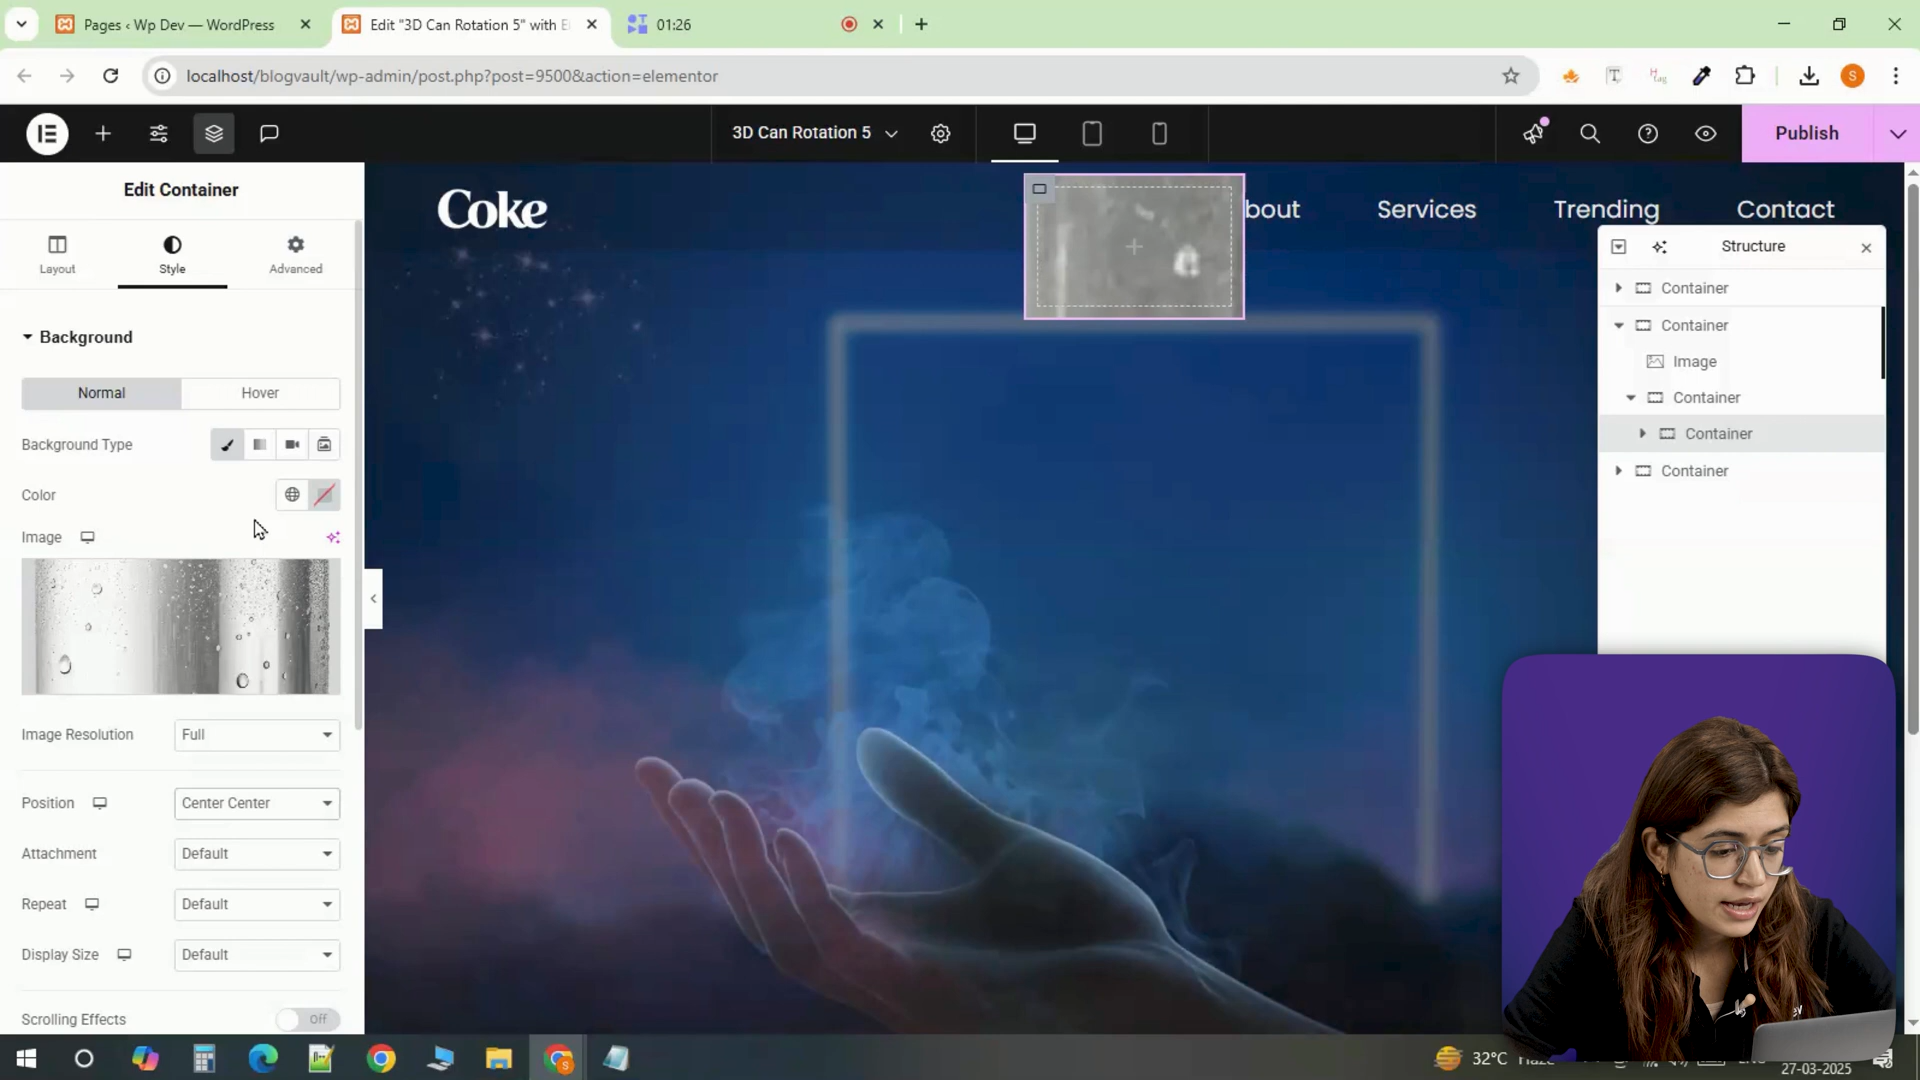 Pages ‹ Wp Dev — WordPress
Edit "3D Can Rotation 5" with E
01:26
localhost/blogvault/wp-admin/post.php?post=9500&action=elementor
3D Can Rotation 5
Publish
Edit Container
Layout
Style
Advanced
Background
Normal
Hover
Background Type
Color
Image
Image Resolution
Full
Position
Center Center
Attachment
Default
Repeat
Default
Display Size
Default
Scrolling Effects
Off
Coke
bout
Services
Trending
Contact
Structure
Container
Container
Image
Container
Container
Container
32°C
27-03-2025